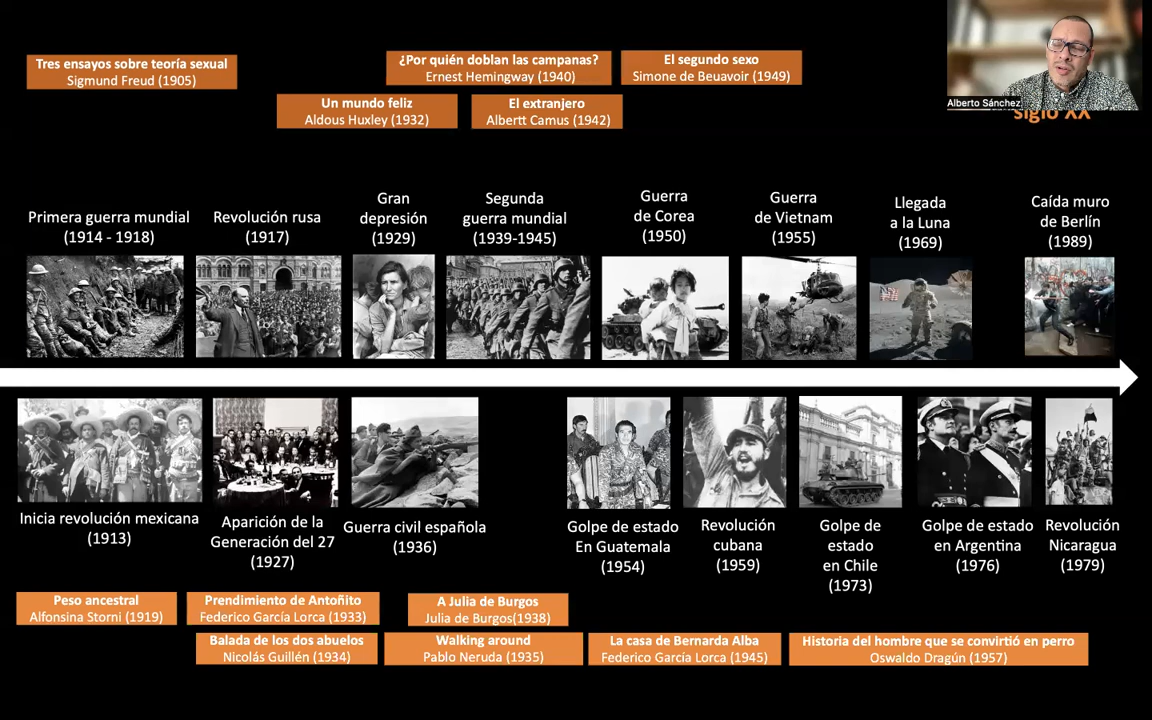 Tres ensayos sobre teoría sexual
Sigmund Freud (1905)
¿Por quién doblan las campanas?
Ernest Hemingway (1940)
El segundo sexo
Simone de Beuavoir (1949)
Un mundo feliz
Aldous Huxley (1932)
El extranjero
Albertt Camus (1942)
Alberto Sánchez
siglo XX
Primera guerra mundial
(1914 - 1918)
Revolución rusa
(1917)
Gran
depresión
(1929)
Segunda
guerra mundial
(1939-1945)
Guerra
de Corea
(1950)
Guerra
de Vietnam
(1955)
Llegada
a la Luna
(1969)
Caída muro
de Berlín
(1989)
Inicia revolución mexicana
(1913)
Aparición de la
Generación del 27
(1927)
Guerra civil española
(1936)
Golpe de estado
En Guatemala
(1954)
Revolución
cubana
(1959)
Golpe de
estado
en Chile
(1973)
Golpe de estado
en Argentina
(1976)
Revolución
Nicaragua
(1979)
Peso ancestral
Alfonsina Storni (1919)
Prendimiento de Antoñito
Federico García Lorca (1933)
A Julia de Burgos
Julia de Burgos(1938)
Balada de los dos abuelos
Nicolás Guillén (1934)
Walking around
Pablo Neruda (1935)
La casa de Bernarda Alba
Federico García Lorca (1945)
Historia del hombre que se convirtió en perro
Oswaldo Dragún (1957)